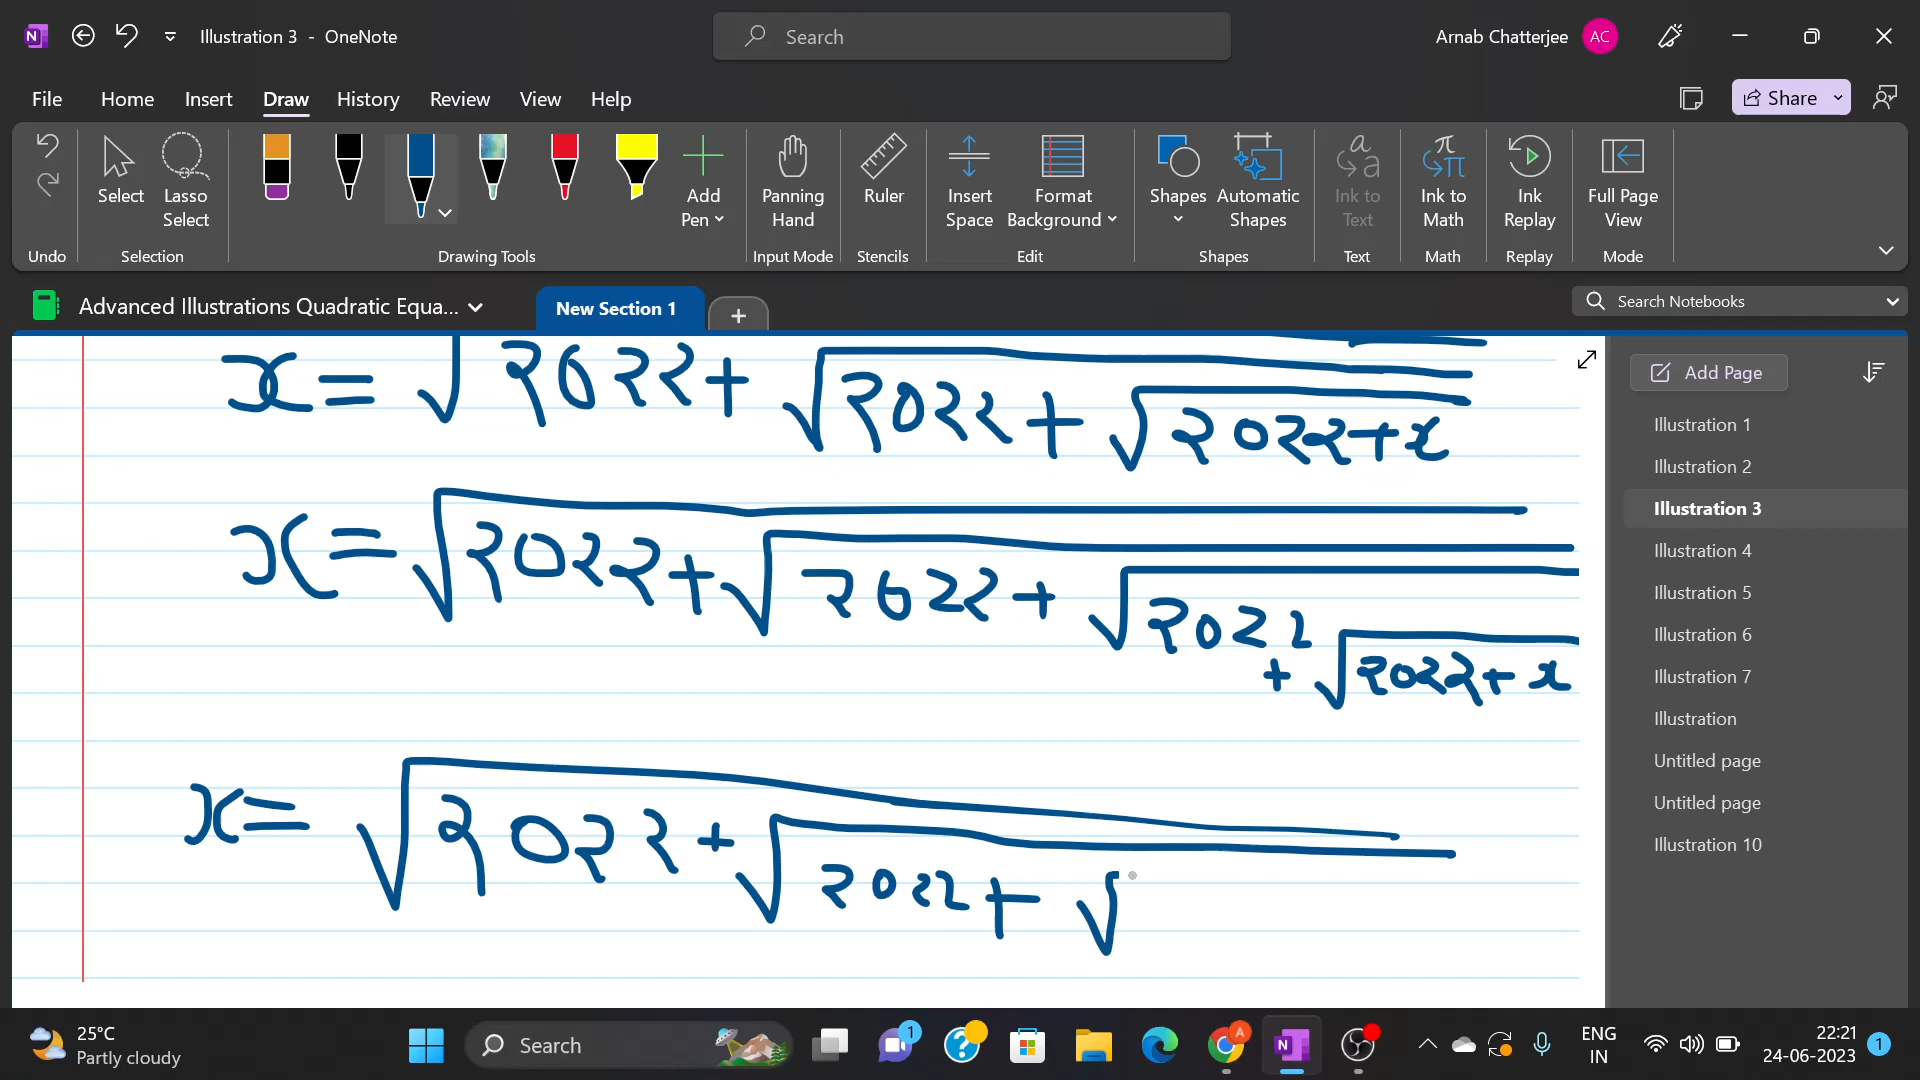 Illustration 3 - OneNote
Search
Arnab Chatterjee AC
File Home Insert Draw History Review View Help Share
Select Lasso Select Add Pen Panning Hand Ruler Insert Space Format Background Shapes Automatic Shapes Ink to Text Ink to Math Ink Replay Full Page View
Undo Selection Drawing Tools Input Mode Stencils Edit Shapes Text Math Replay Mode
Advanced Illustrations Quadratic Equa... New Section 1 + Search Notebooks
x = √2022 + √2022 + √2022 + x
x = √2022 + √2022 + √2022
+ √2022 + x
x = √2022 + √2022 + √
Add Page
Illustration 1
Illustration 2
Illustration 3
Illustration 4
Illustration 5
Illustration 6
Illustration 7
Illustration
Untitled page
Untitled page
Illustration 10
25°C
Partly cloudy
Search
1
A
ENG
IN
22:21
24-06-2023
1